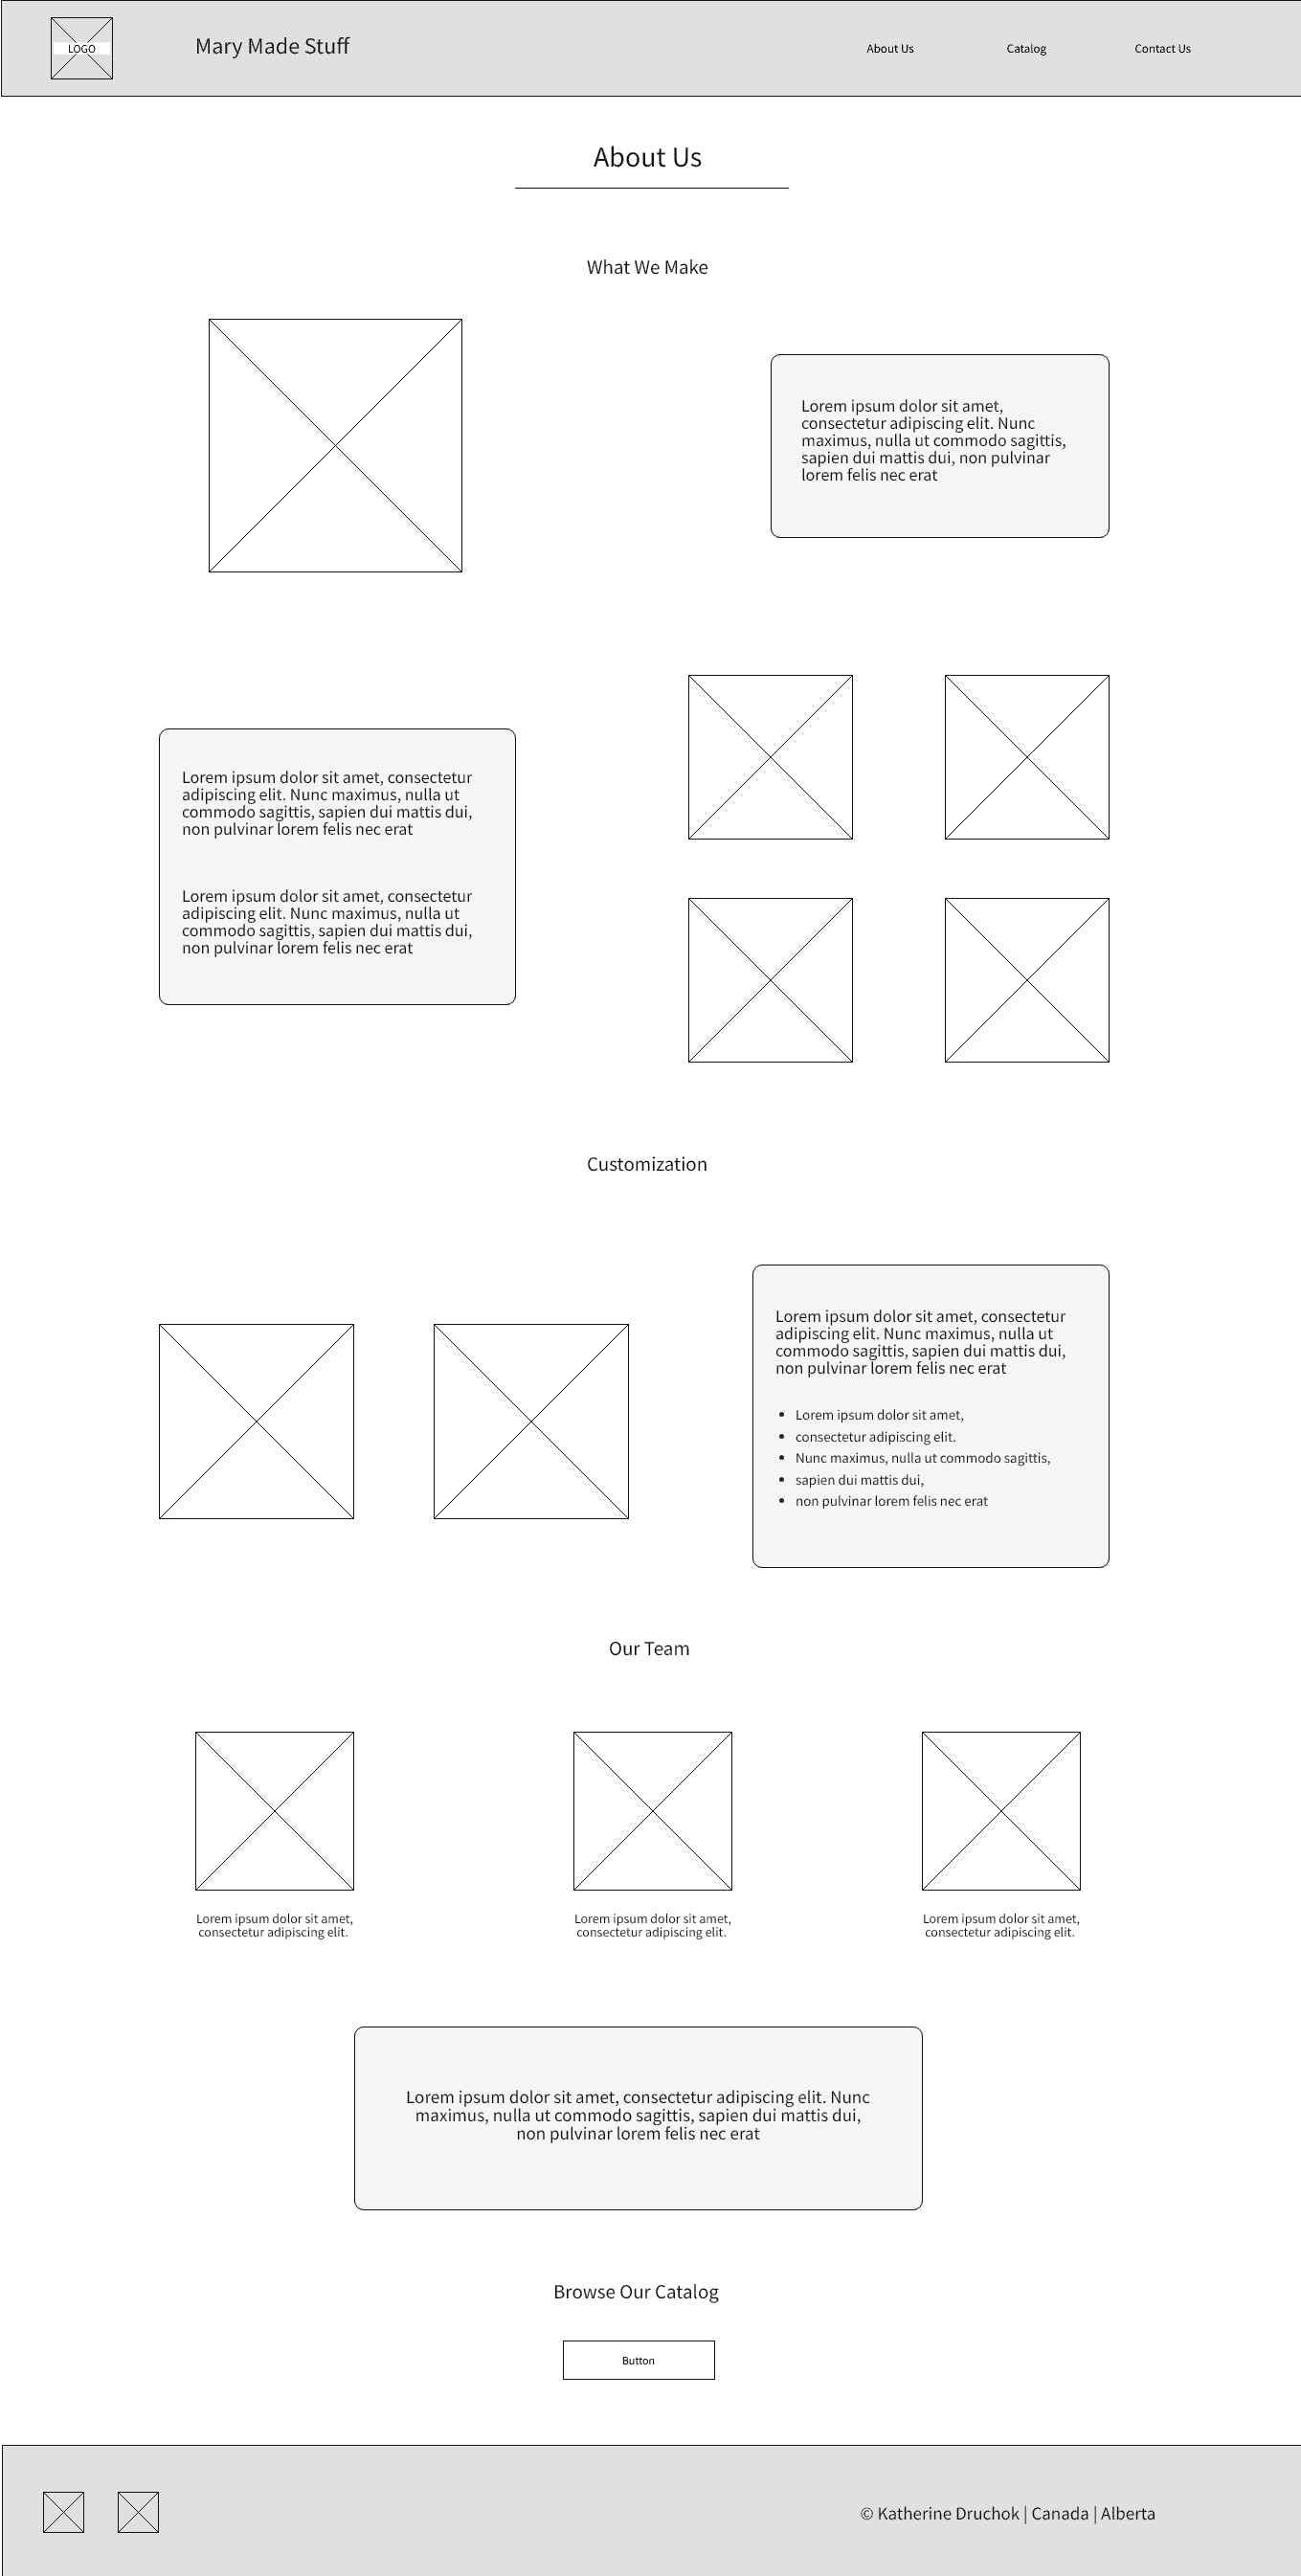 LOGO
Mary Made Stuff
About Us
Catalog
Contact Us
About Us
What We Make
Lorem ipsum dolor sit amet,
consectetur adipiscing elit. Nunc
maximus, nulla ut commodo sagittis,
sapien dui mattis dui, non pulvinar
lorem felis nec erat
Lorem ipsum dolor sit amet, consectetur
adipiscing elit. Nunc maximus, nulla ut
commodo sagittis, sapien dui mattis dui,
non pulvinar lorem felis nec erat
Lorem ipsum dolor sit amet, consectetur
adipiscing elit. Nunc maximus, nulla ut
commodo sagittis, sapien dui mattis dui,
non pulvinar lorem felis nec erat
Customization
Lorem ipsum dolor sit amet, consectetur
adipiscing elit. Nunc maximus, nulla ut
commodo sagittis, sapien dui mattis dui,
non pulvinar lorem felis nec erat
• Lorem ipsum dolor sit amet,
• consectetur adipiscing elit.
• Nunc maximus, nulla ut commodo sagittis,
• sapien dui mattis dui,
• non pulvinar lorem felis nec erat
Our Team
Lorem ipsum dolor sit amet,
consectetur adipiscing elit.
Lorem ipsum dolor sit amet,
consectetur adipiscing elit.
Lorem ipsum dolor sit amet,
consectetur adipiscing elit.
Lorem ipsum dolor sit amet, consectetur adipiscing elit. Nunc
maximus, nulla ut commodo sagittis, sapien dui mattis dui,
non pulvinar lorem felis nec erat
Browse Our Catalog
Button
© Katherine Druchok | Canada | Alberta